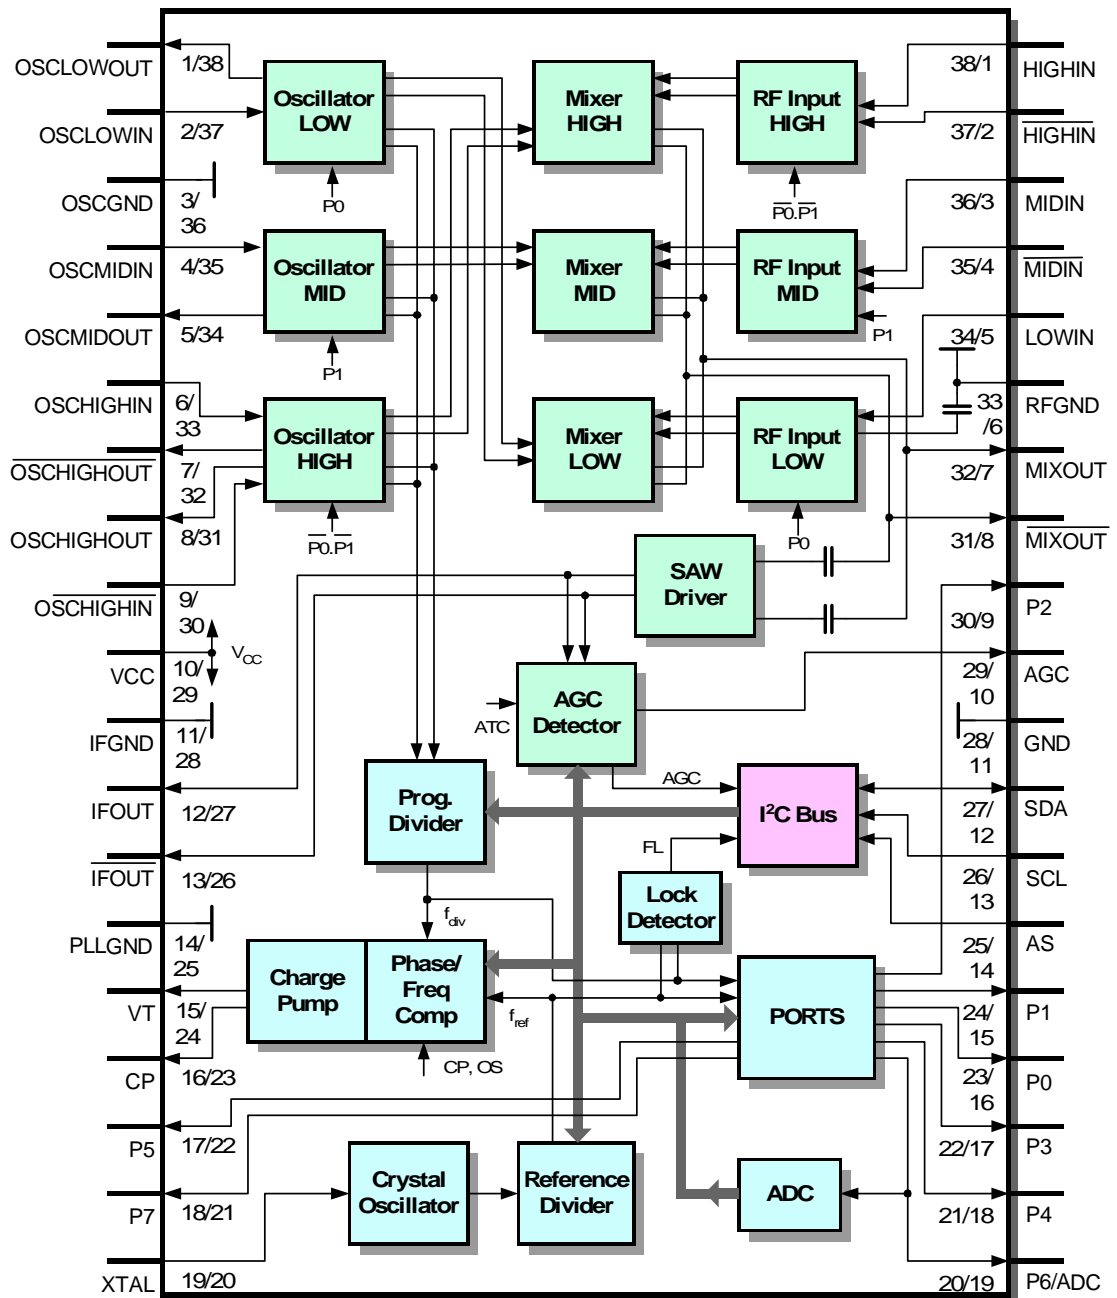 OSCLOWOUT
1/38
OSCLOWIN
2/37
OSCGND
3/
36
OSCMIDIN
4/35
OSCMIDOUT
5/34
OSCHIGHIN
6/
33
OSCHIGHOUT
7/
32
OSCHIGHOUT
8/31
OSCHIGHIN
9/
30
VCC
10/
29
VCC
IFGND
11/
28
IFOUT
12/27
IFOUT
13/26
PLLGND
14/
25
VT
15/
24
CP
16/23
P5
17/22
P7
18/21
XTAL
19/20
Oscillator
LOW
P0
Oscillator
MID
P1
Oscillator
HIGH
P0.P1
Mixer
HIGH
Mixer
MID
Mixer
LOW
RF Input
HIGH
P0.P1
RF Input
MID
P1
RF Input
LOW
P0
SAW
Driver
ATC
AGC
Detector
AGC
Prog.
Divider
I²C Bus
FL
Lock
Detector
fdiv
Charge
Pump
Phase/
Freq
Comp
fref
CP, OS
PORTS
Crystal
Oscillator
Reference
Divider
ADC
38/1
HIGHIN
37/2
HIGHIN
36/3
MIDIN
35/4
MIDIN
34/5
LOWIN
33
/6
RFGND
32/7
MIXOUT
31/8
MIXOUT
30/9
P2
29/
10
AGC
28/
11
GND
27/
12
SDA
26/
13
SCL
25/
14
AS
24/
15
P1
23/
16
P0
22/17
P3
21/18
P4
20/19
P6/ADC